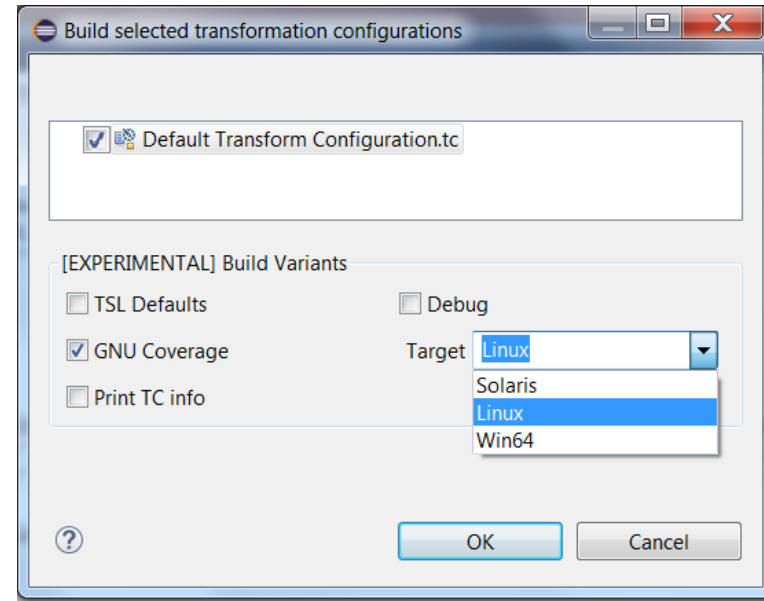 Build selected transformation configurations
Default Transform Configuration.tc
[EXPERIMENTAL] Build Variants
TSL Defaults
Debug
GNU Coverage
Target Linux
Print TC info
Solaris
Linux
Win64
?
OK
Cancel